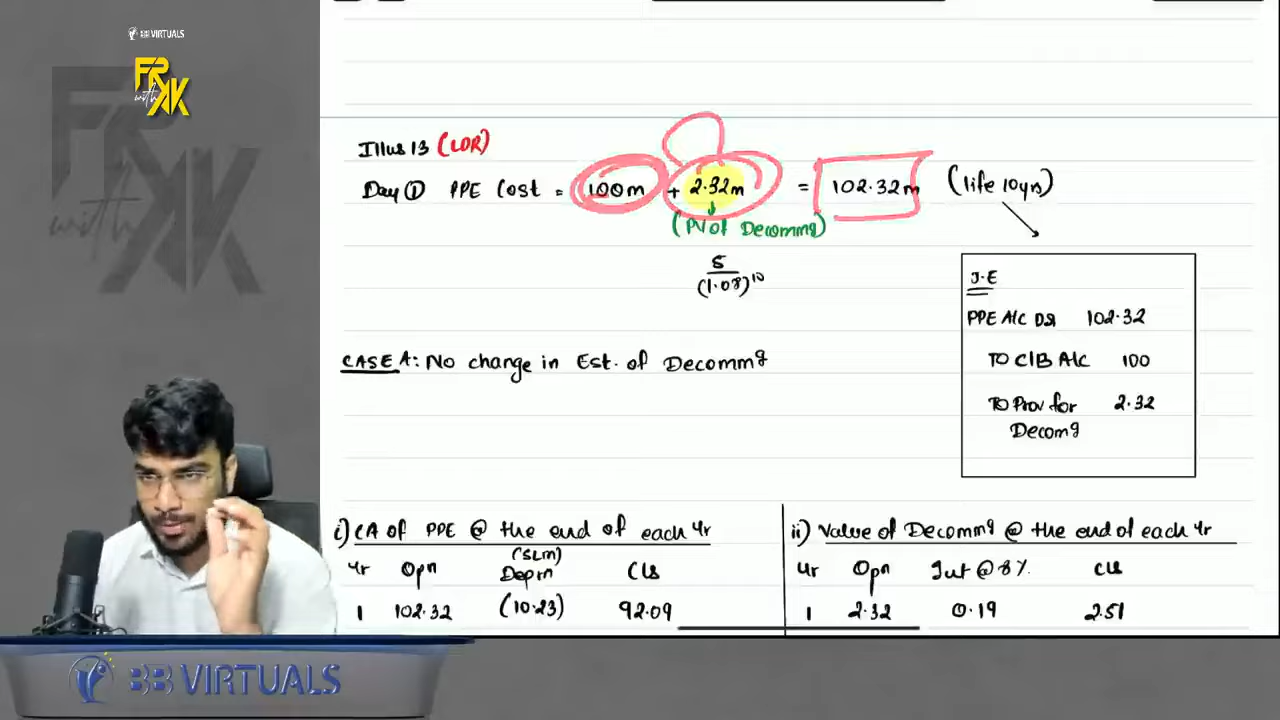 BB VIRTUALS
FR
with
AK
Illus 13 (LDR)
Day ① PPE Cost = 100m + 2.32m = 102.32m (life 10yrs)
(PV of Decommg)
5
(1.08)^10
J.E
PPE A/C Dr 102.32
TO C/B A/C 100
TO Prov for 2.32
Decomg
CASE A: No change in Est. of Decommg
i) CA of PPE @ the end of each Yr
(SLM)
Yr Opn Deprn Cls
1 102.32 (10.23) 92.09
ii) Value of Decommg @ the end of each Yr
Yr Opn Int @ 8% Cls
1 2.32 0.19 2.51
BB VIRTUALS